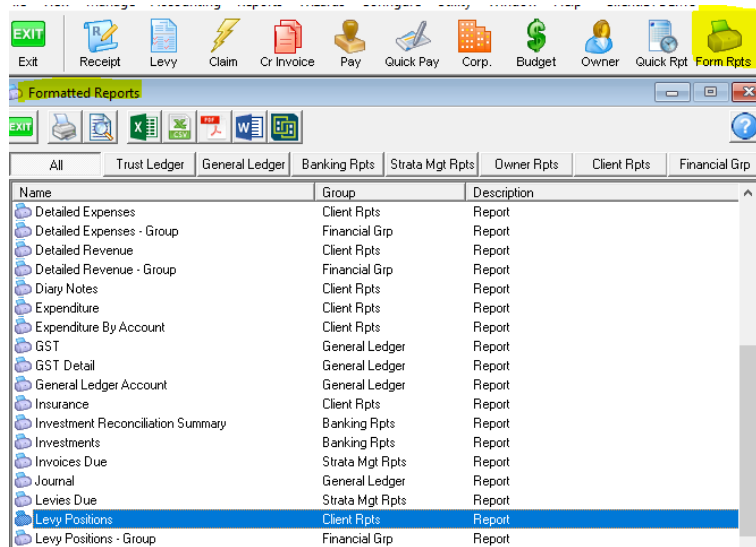 Exit Receipt Levy Claim Cr Invoice Pay Quick Pay Corp. Budget Owner Quick Rpt Form Rpts
Formatted Reports
All Trust Ledger General Ledger Banking Rpts Strata Mgt Rpts Owner Rpts Client Rpts Financial Grp
Name Group Description
Detailed Expenses Client Rpts Report
Detailed Expenses - Group Financial Grp Report
Detailed Revenue Client Rpts Report
Detailed Revenue - Group Financial Grp Report
Diary Notes Client Rpts Report
Expenditure Client Rpts Report
Expenditure By Account Client Rpts Report
GST General Ledger Report
GST Detail General Ledger Report
General Ledger Account General Ledger Report
Insurance Client Rpts Report
Investment Reconciliation Summary Banking Rpts Report
Investments Banking Rpts Report
Invoices Due Strata Mgt Rpts Report
Journal General Ledger Report
Levies Due Strata Mgt Rpts Report
Levy Positions Client Rpts Report
Levy Positions - Group Financial Grp Report